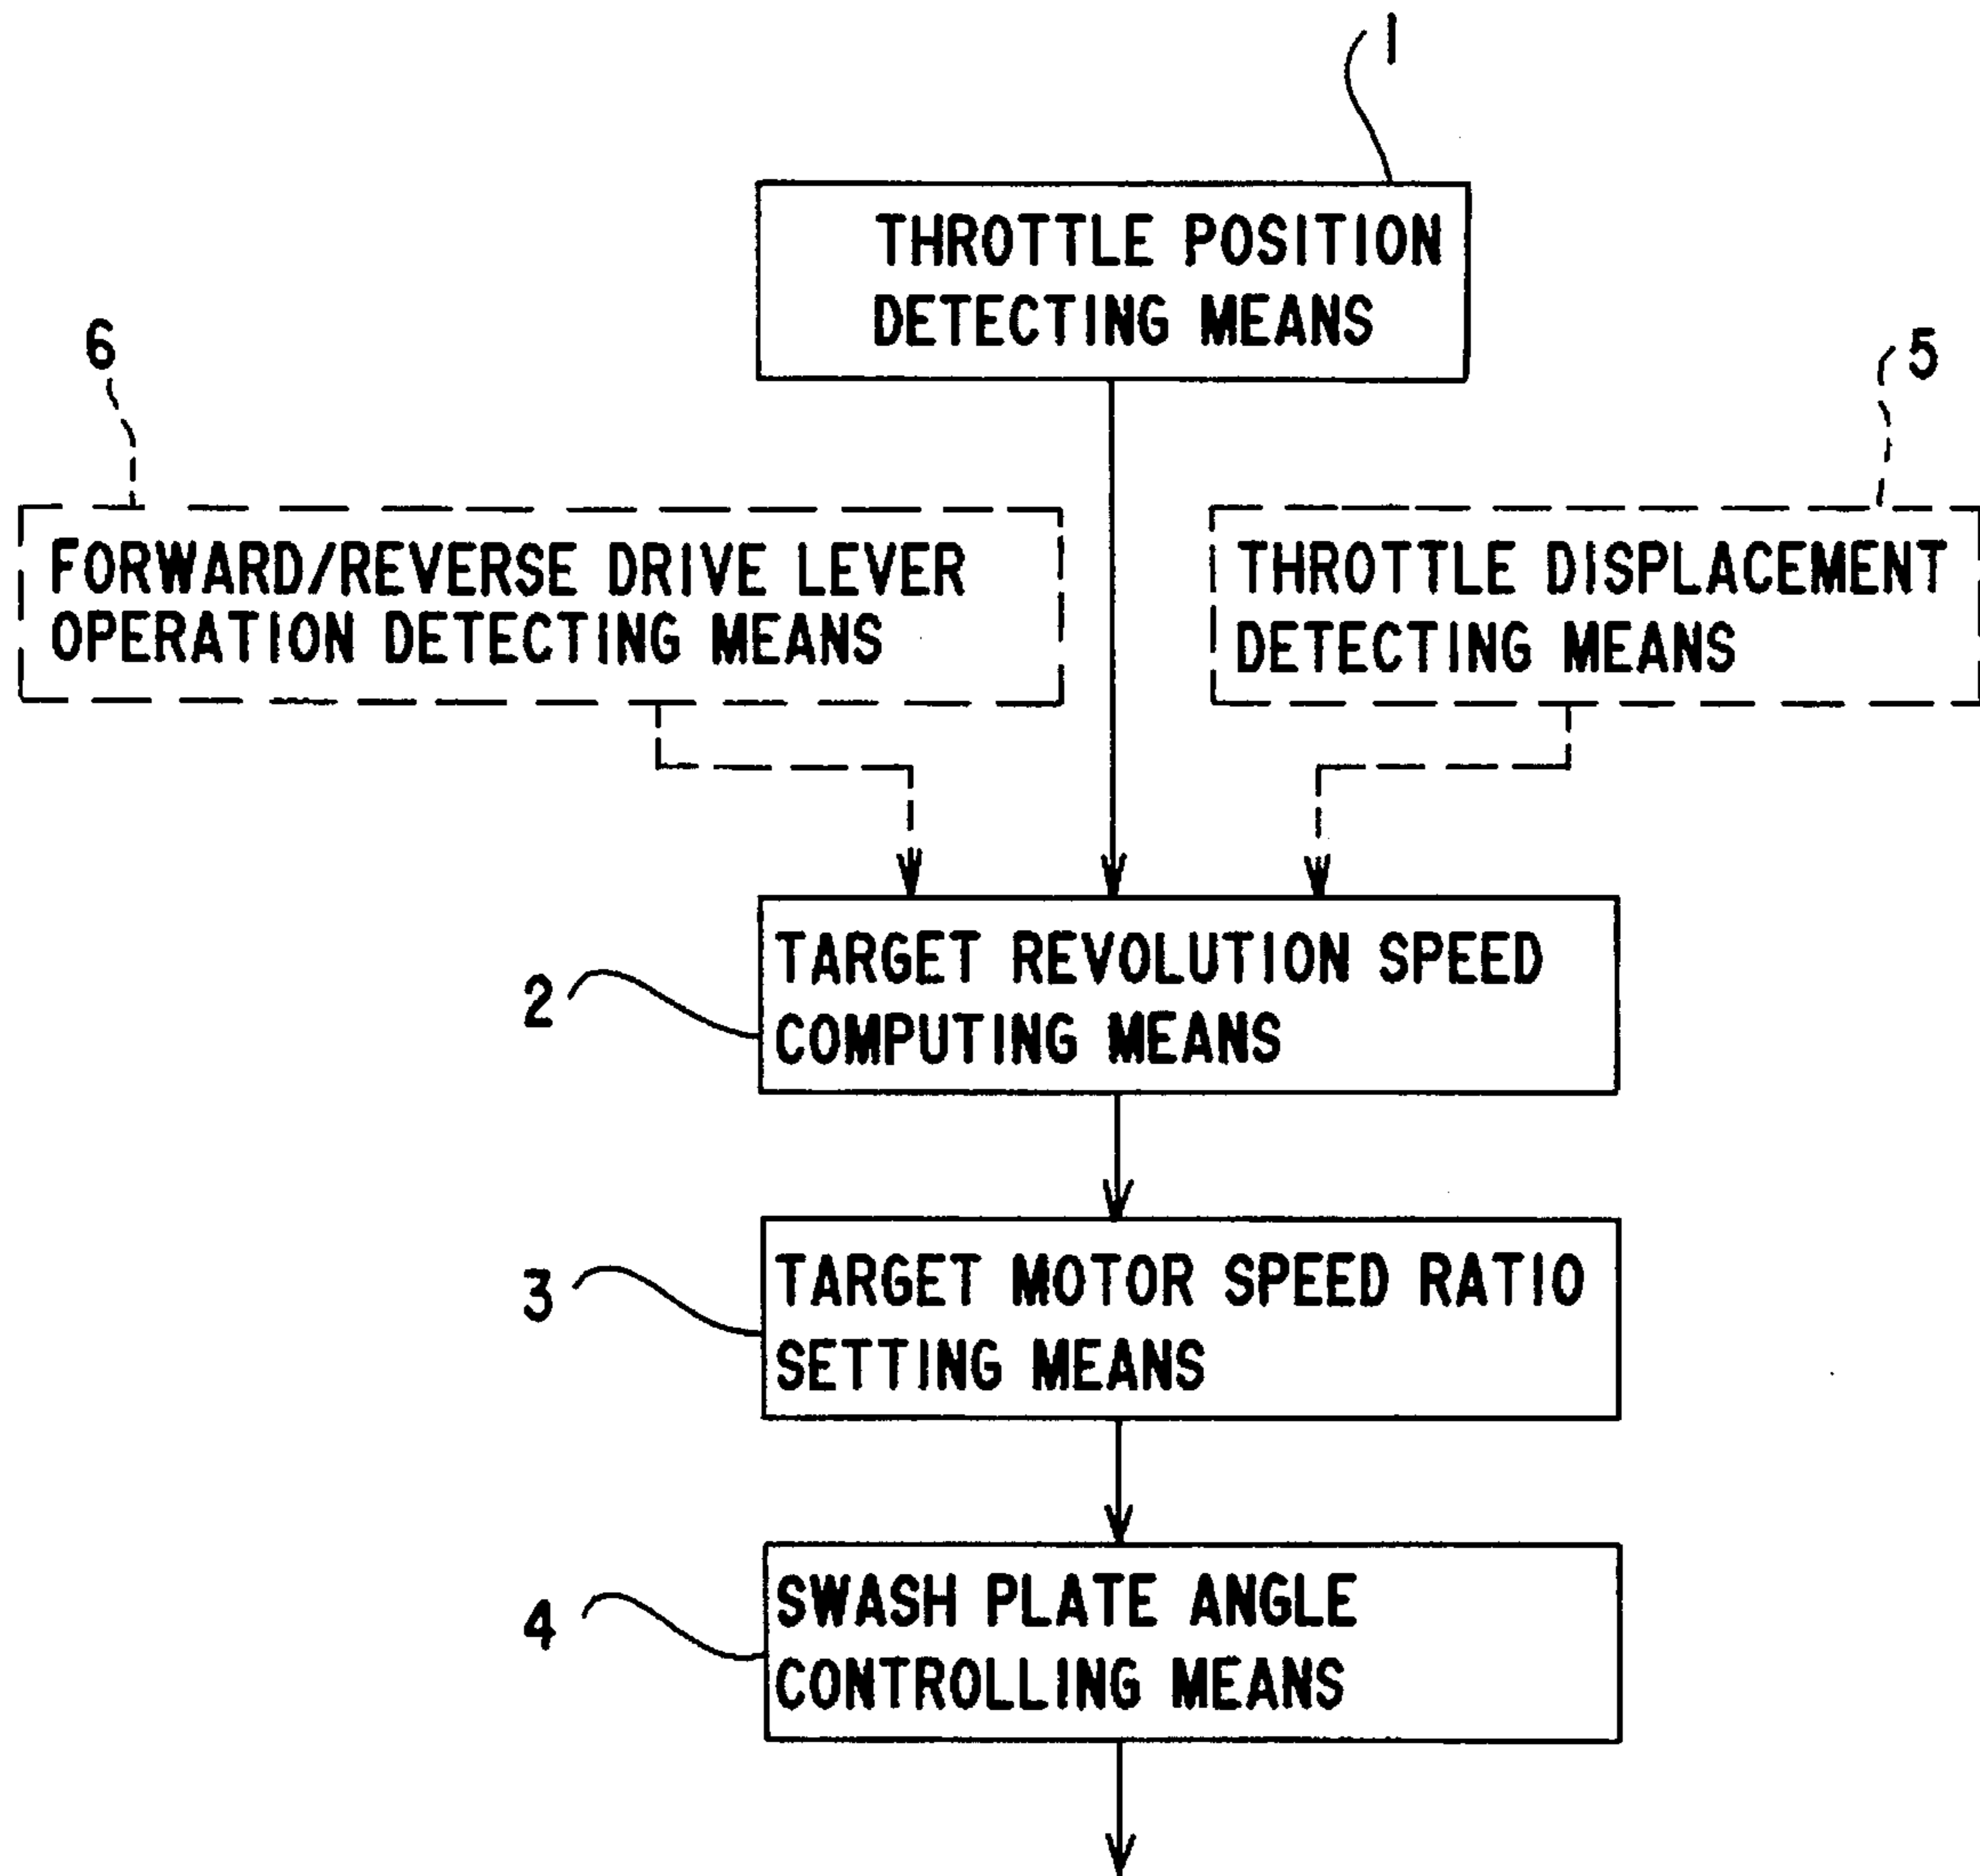 1
THROTTLE POSITION
DETECTING MEANS
6
FORWARD/REVERSE DRIVE LEVER
OPERATION DETECTING MEANS
5
THROTTLE DISPLACEMENT
DETECTING MEANS
2
TARGET REVOLUTION SPEED
COMPUTING MEANS
3
TARGET MOTOR SPEED RATIO
SETTING MEANS
4
SWASH PLATE ANGLE
CONTROLLING MEANS